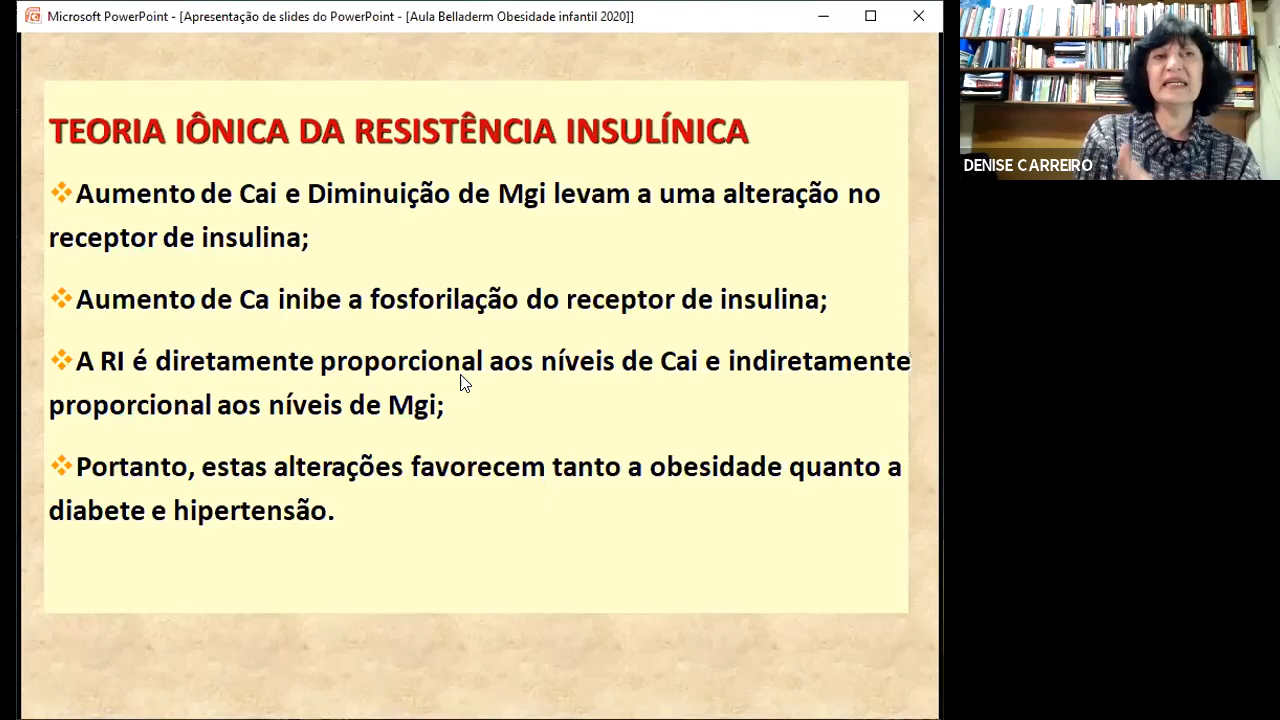 Microsoft PowerPoint - [Apresentação de slides do PowerPoint - [Aula Belladerm Obesidade infantil 2020]]
TEORIA IÔNICA DA RESISTÊNCIA INSULÍNICA
Aumento de Cai e Diminuição de Mgi levam a uma alteração no
receptor de insulina;
Aumento de Ca inibe a fosforilação do receptor de insulina;
A RI é diretamente proporcional aos níveis de Cai e indiretamente
proporcional aos níveis de Mgi;
Portanto, estas alterações favorecem tanto a obesidade quanto a
diabete e hipertensão.
DENISE CARREIRO